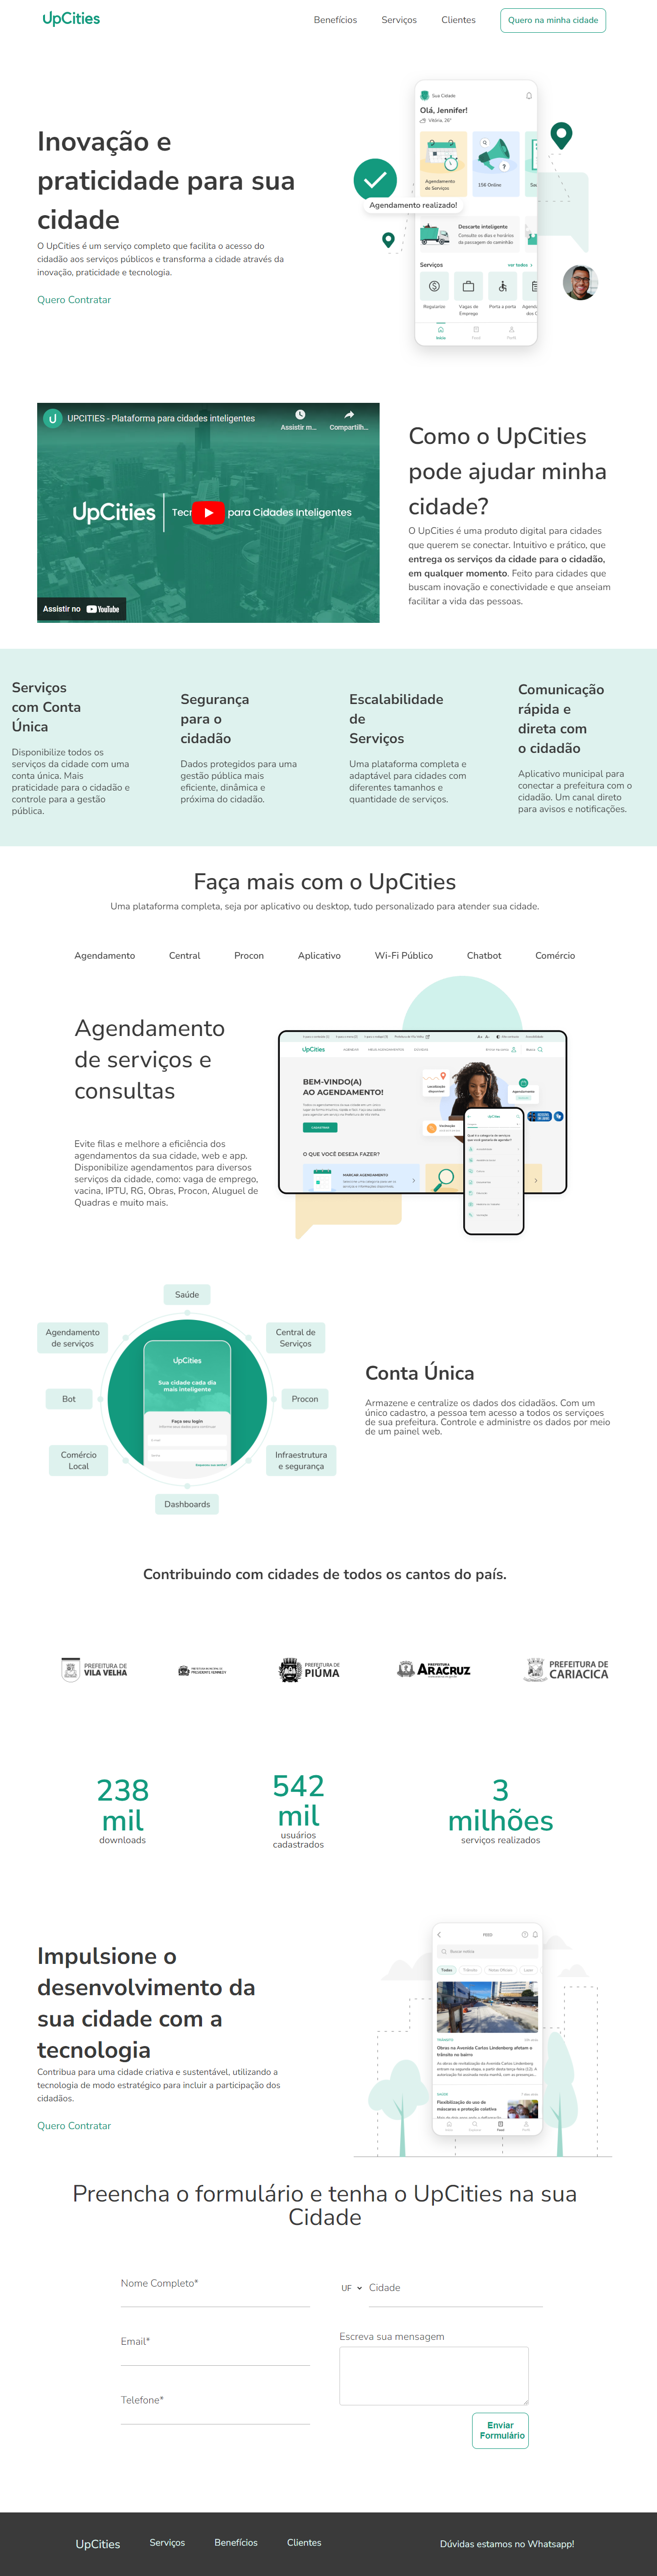 UpCities
Benefícios
Serviços
Clientes
Quero na minha cidade
Inovação e
praticidade para sua
cidade
O UpCities é um serviço completo que facilita o acesso do
cidadão aos serviços públicos e transforma a cidade através da
inovação, praticidade e tecnologia.
Quero Contratar
Sua Cidade
Olá, Jennifer!
Vitória, 26°
Agendamento
de Serviços
156 Online
Agendamento realizado!
Descarte inteligente
Consulte os dias e horários
da passagem do caminhão
Serviços
ver todos
Regularize
Vagas de
Emprego
Porta a porta
Início
Feed
Perfil
UPCITIES - Plataforma para cidades inteligentes
Assistir m...
Compartilh...
UpCities
para Cidades Inteligentes
Assistir no YouTube
Como o UpCities
pode ajudar minha
cidade?
O UpCities é uma produto digital para cidades
que querem se conectar. Intuitivo e prático, que
entrega os serviços da cidade para o cidadão,
em qualquer momento. Feito para cidades que
buscam inovação e conectividade e que anseiam
facilitar a vida das pessoas.
Serviços
com Conta
Única
Disponibilize todos os
serviços da cidade com uma
conta única. Mais
praticidade para o cidadão e
controle para a gestão
pública.
Segurança
para o
cidadão
Dados protegidos para uma
gestão pública mais
eficiente, dinâmica e
próxima do cidadão.
Escalabilidade
de
Serviços
Uma plataforma completa e
adaptável para cidades com
diferentes tamanhos e
quantidade de serviços.
Comunicação
rápida e
direta com
o cidadão
Aplicativo municipal para
conectar a prefeitura com o
cidadão. Um canal direto
para avisos e notificações.
Faça mais com o UpCities
Uma plataforma completa, seja por aplicativo ou desktop, tudo personalizado para atender sua cidade.
Agendamento
Central
Procon
Aplicativo
Wi-Fi Público
Chatbot
Comércio
Agendamento
de serviços e
consultas
Evite filas e melhore a eficiência dos
agendamentos da sua cidade, web e app.
Disponibilize agendamentos para diversos
serviços da cidade, como: vaga de emprego,
vacina, IPTU, RG, Obras, Procon, Aluguel de
Quadras e muito mais.
UpCities
BEM-VINDO(A)
AO AGENDAMENTO!
O QUE VOCÊ DESEJA FAZER?
MARCAR AGENDAMENTO
Saúde
Agendamento
de serviços
Central de
Serviços
Bot
Procon
Comércio
Local
Infraestrutura
e segurança
Dashboards
UpCities
Sua cidade cada dia
mais inteligente
Faça seu login
Conta Única
Armazene e centralize os dados dos cidadãos. Com um
único cadastro, a pessoa tem acesso a todos os serviçoes
de sua prefeitura. Controle e administre os dados por meio
de um painel web.
Contribuindo com cidades de todos os cantos do país.
PREFEITURA DE
VILA VELHA
PRESIDENTE KENNEDY
PREFEITURA DE
PIÚMA
PREFEITURA
ARACRUZ
PREFEITURA DE
CARIACICA
238
mil
downloads
542
mil
usuários
cadastrados
3
milhões
serviços realizados
Impulsione o
desenvolvimento da
sua cidade com a
tecnologia
Contribua para uma cidade criativa e sustentável, utilizando a
tecnologia de modo estratégico para incluir a participação dos
cidadãos.
Quero Contratar
FEED
Buscar notícia
Todas
Trânsito
Notas Oficiais
Lazer
TRÂNSITO
Obras na Avenida Carlos Lindenberg afetam o
trânsito no bairro
SAÚDE
Flexibilização do uso de
máscaras e proteção coletiva
Preencha o formulário e tenha o UpCities na sua
Cidade
Nome Completo*
UF
Cidade
Email*
Escreva sua mensagem
Telefone*
Enviar
Formulário
UpCities
Serviços
Benefícios
Clientes
Dúvidas estamos no Whatsapp!